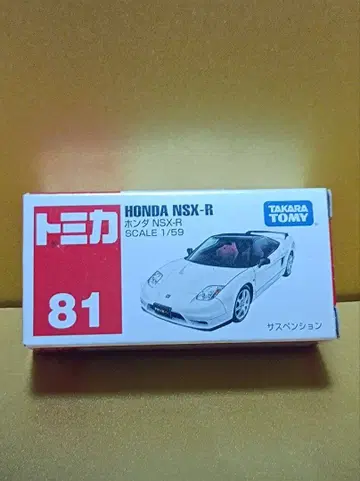 トミカ
81
HONDA NSX-R
ホンダ NSX-R
SCALE 1/59
TAKARA
TOMY
サスペンション